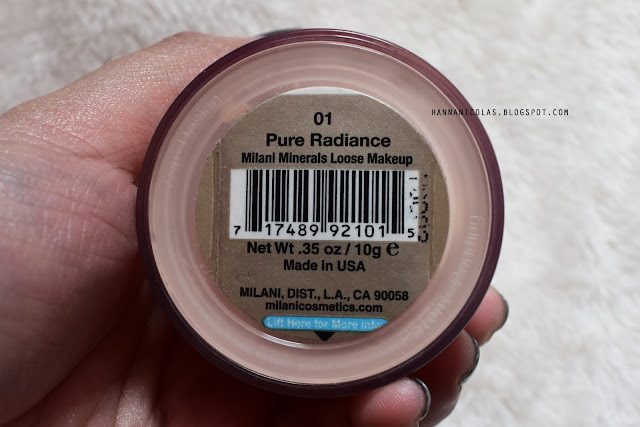 01
Pure Radiance
Milani Minerals Loose Makeup
7 17489 92101 5
Net Wt .35 oz / 10g e
Made in USA
MILANI, DIST., L.A., CA 90058
milanicosmetics.com
Lift Here for More Info
HANNANICOLAS.BLOGSPOT.COM